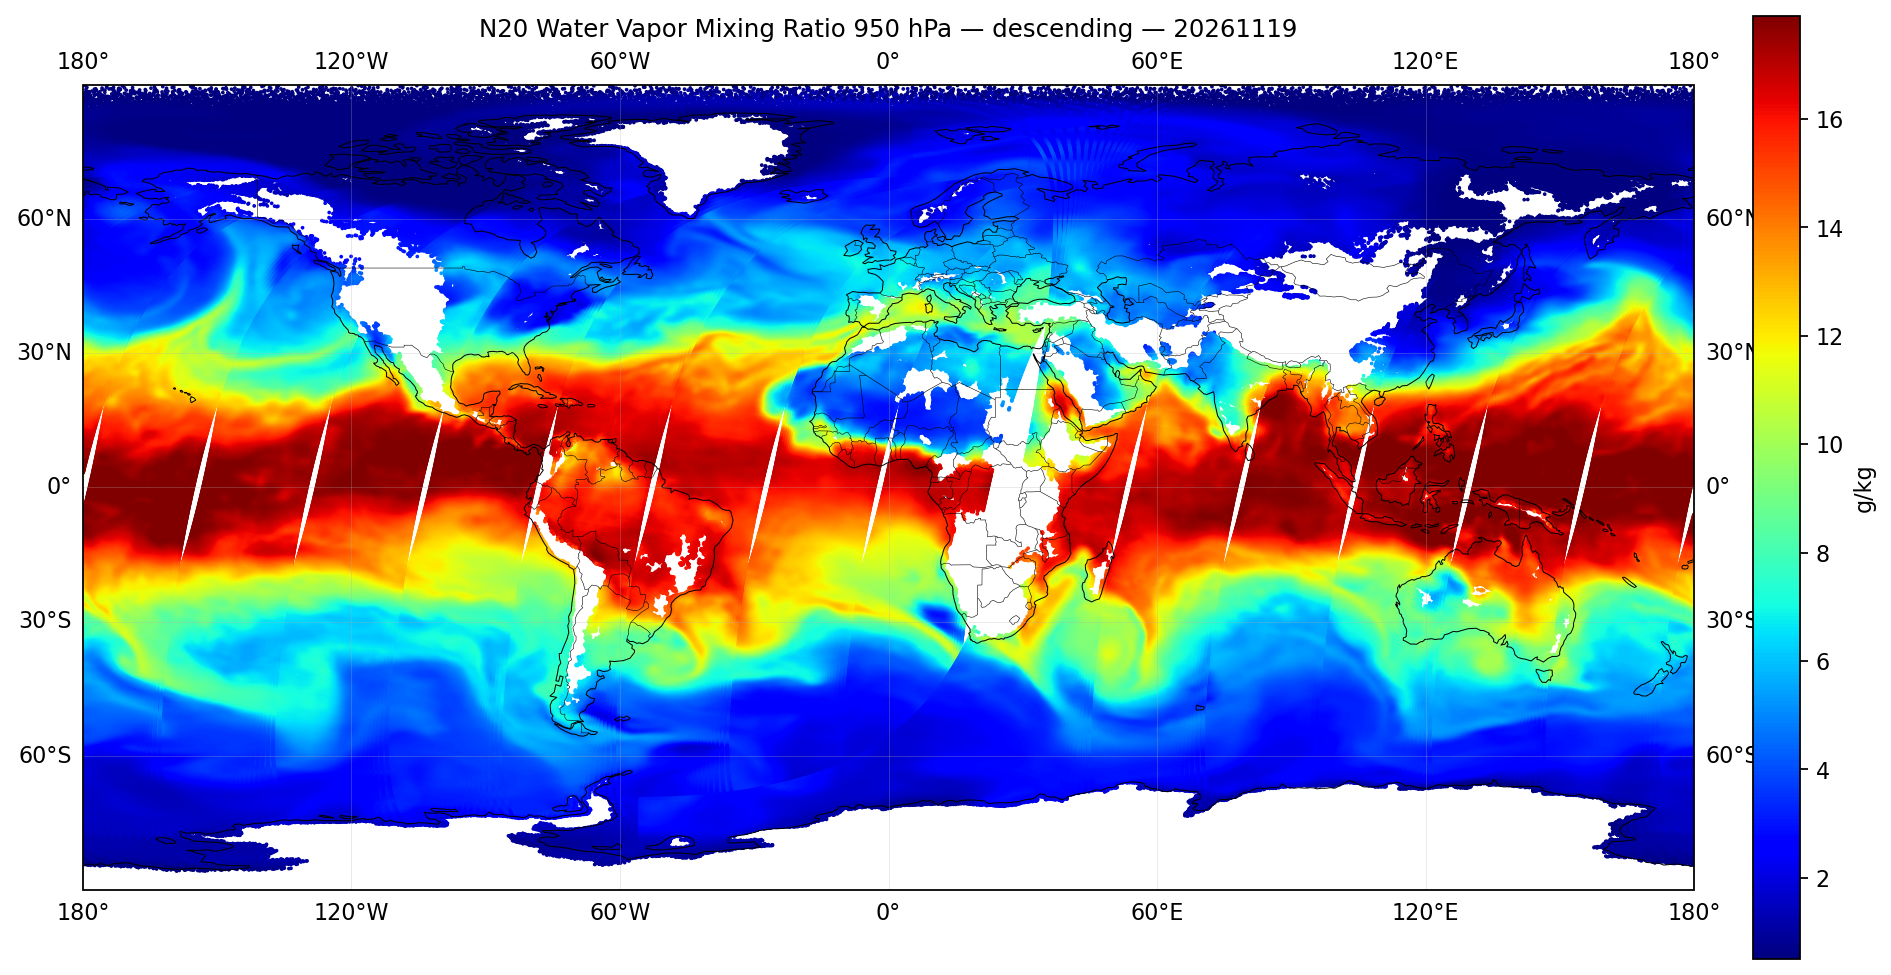 N20 Water Vapor Mixing Ratio 950 hPa — descending — 20261119
180° 120°W 60°W 0° 60°E 120°E 180°
60°N 60°N
30°N 30°N
0° 0°
30°S 30°S
60°S 60°S
180° 120°W 60°W 0° 60°E 120°E 180°
16
14
12
10
8
6
4
2
g/kg